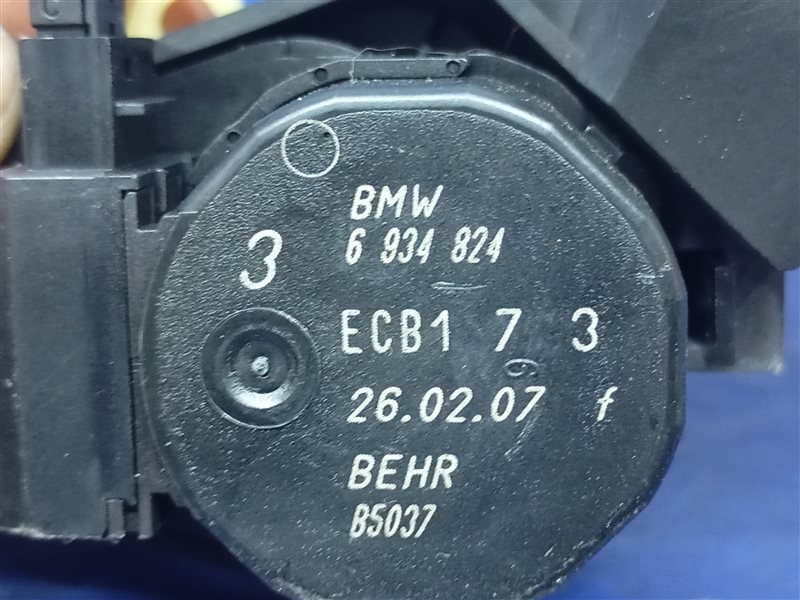 BMW
6 934 824
3
ECB1 7 3
26.02.07 f
BEHR
B5037